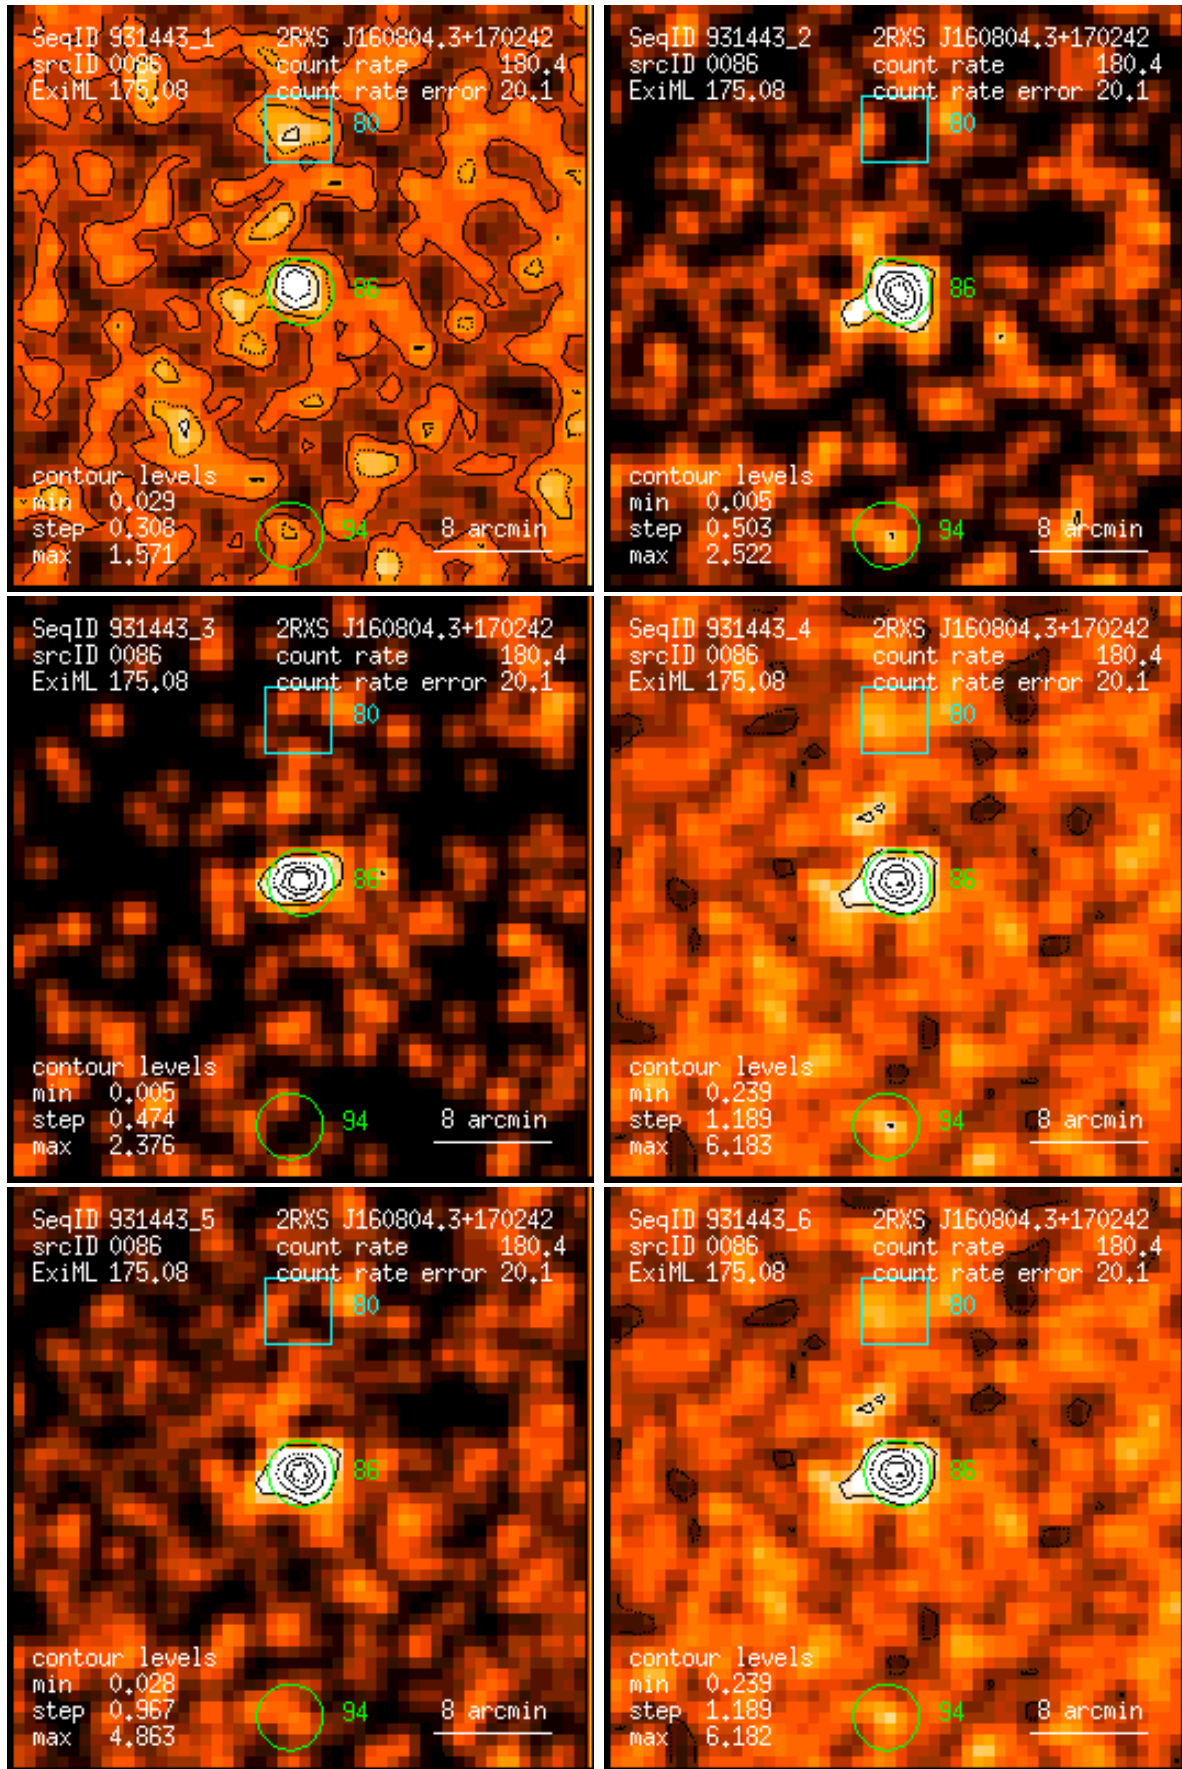 SeqID 931443_1 2RXS J160804.3+170242
srcID 0086 count rate 180.4
ExiML 175.08 count rate error 20.1
80
86
contour levels
min 0.029
step 0.308 94 8 arcmin
max 1.571
SeqID 931443_2 2RXS J160804.3+170242
srcID 0086 count rate 180.4
ExiML 175.08 count rate error 20.1
80
86
contour levels
min 0.005
step 0.503 94 8 arcmin
max 2.522
SeqID 931443_3 2RXS J160804.3+170242
srcID 0086 count rate 180.4
ExiML 175.08 count rate error 20.1
80
86
contour levels
min 0.005
step 0.474 94 8 arcmin
max 2.376
SeqID 931443_4 2RXS J160804.3+170242
srcID 0086 count rate 180.4
ExiML 175.08 count rate error 20.1
80
86
contour levels
min 0.239
step 1.189 94 8 arcmin
max 6.183
SeqID 931443_5 2RXS J160804.3+170242
srcID 0086 count rate 180.4
ExiML 175.08 count rate error 20.1
80
86
contour levels
min 0.028
step 0.967 94 8 arcmin
max 4.863
SeqID 931443_6 2RXS J160804.3+170242
srcID 0086 count rate 180.4
ExiML 175.08 count rate error 20.1
80
86
contour levels
min 0.239
step 1.189 94 8 arcmin
max 6.182